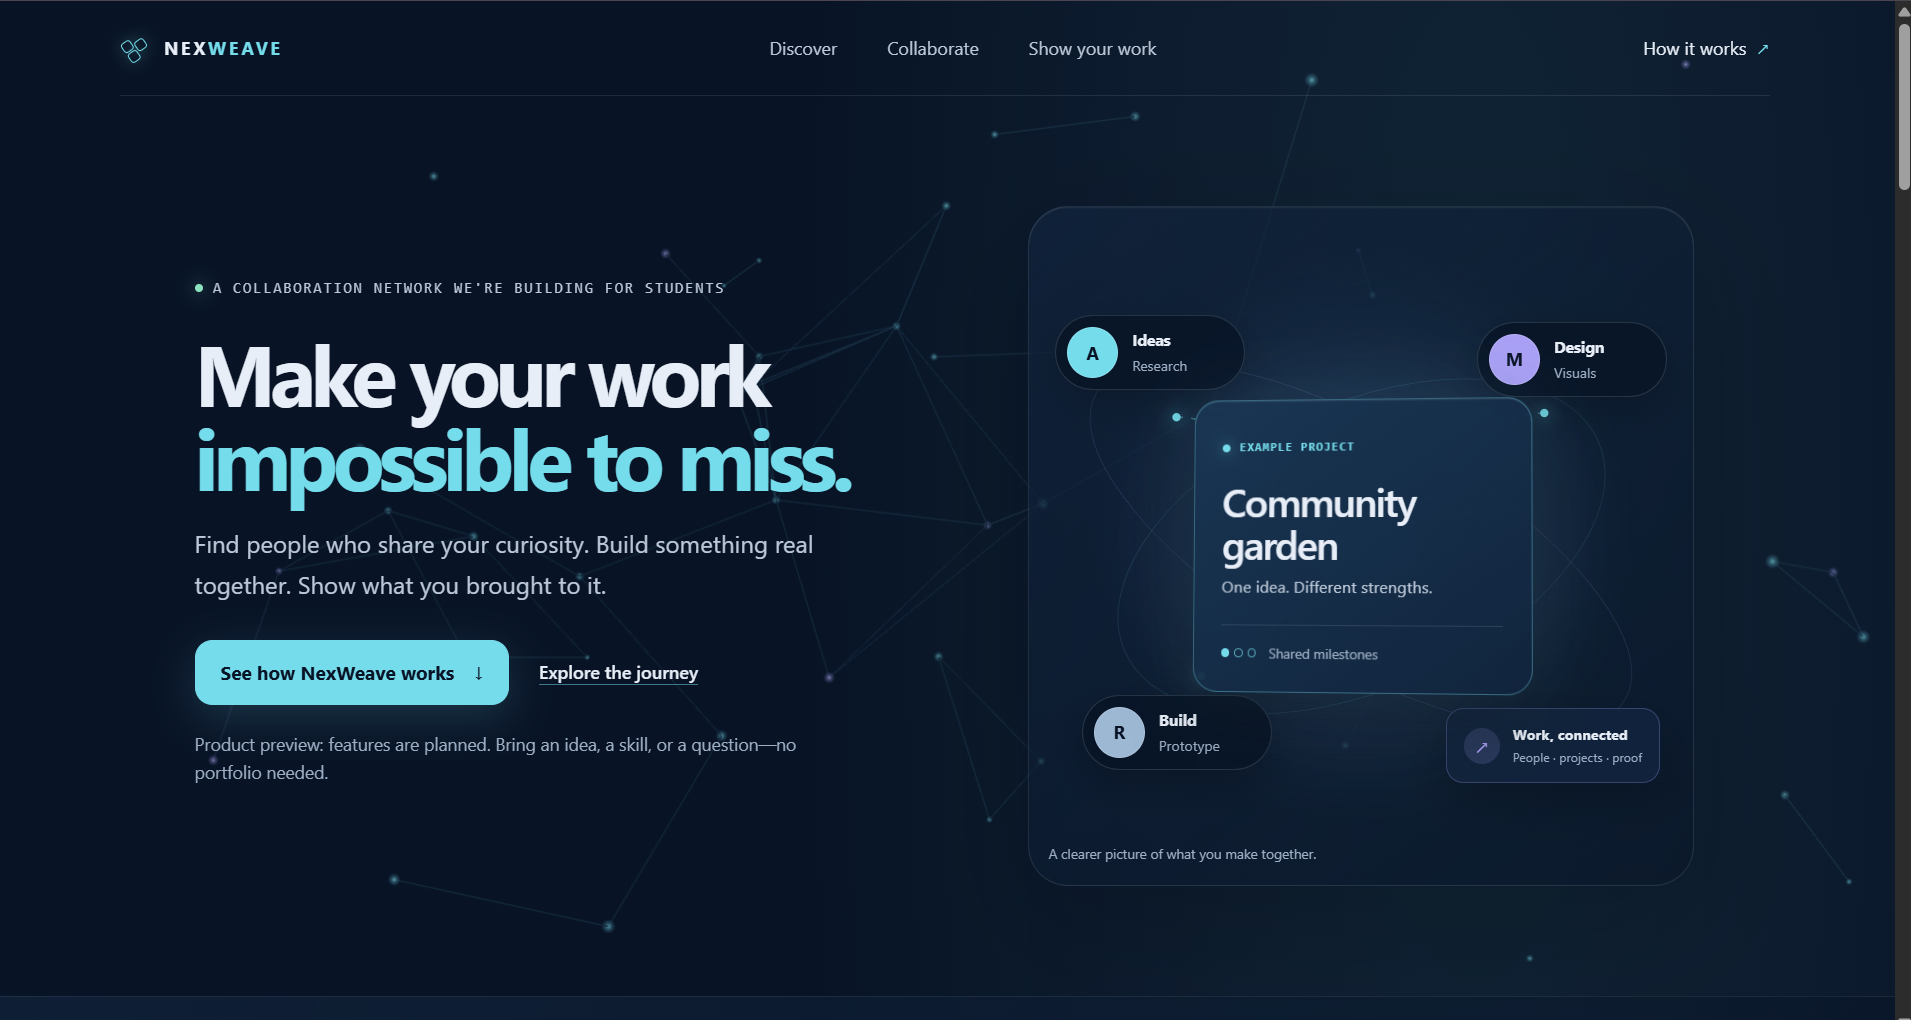 NEXWEAVE
Discover
Collaborate
Show your work
How it works ↗
A COLLABORATION NETWORK WE'RE BUILDING FOR STUDENTS
Make your work
impossible to miss.
Find people who share your curiosity. Build something real
together. Show what you brought to it.
See how NexWeave works ↓
Explore the journey
Product preview: features are planned. Bring an idea, a skill, or a question—no
portfolio needed.
A
Ideas
Research
M
Design
Visuals
EXAMPLE PROJECT
Community
garden
One idea. Different strengths.
Shared milestones
R
Build
Prototype
↗
Work, connected
People · projects · proof
A clearer picture of what you make together.